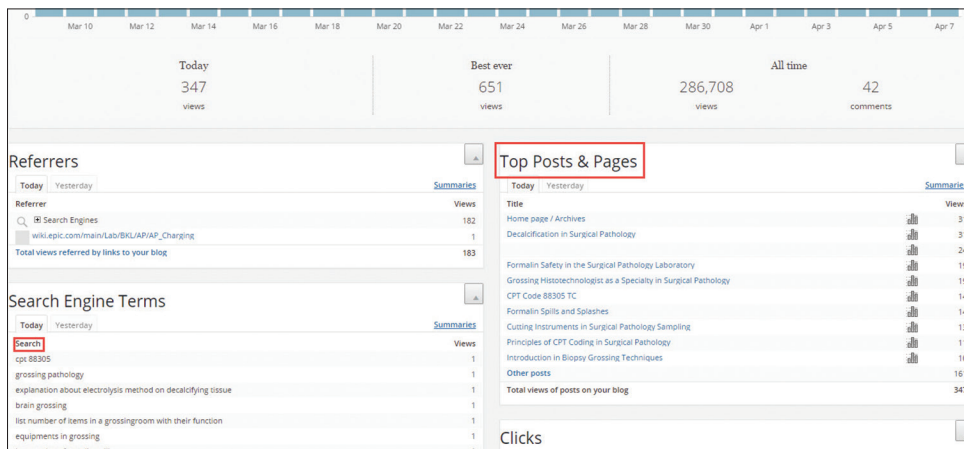 0
Mar 10 Mar 12 Mar 14 Mar 16 Mar 18 Mar 20 Mar 22 Mar 24 Mar 26 Mar 28 Mar 30 Apr 1 Apr 3 Apr 5 Apr 7
Today
347
views
Best ever
651
views
All time
286,708
views
42
comments
Referrers
Today Yesterday Summaries
Referrer Views
Search Engines 182
wiki.epic.com/main/Lab/BKL/AP/AP_Charging 1
Total views referred by links to your blog 183
Search Engine Terms
Today Yesterday Summaries
Search Views
cpt 88305 1
grossing pathology 1
explanation about electrolysis method on decalcifying tissue 1
brain grossing 1
list number of items in a grossingroom with their function 1
equipments in grossing 1
Top Posts & Pages
Today Yesterday Summaries
Title
Home page / Archives
Decalcification in Surgical Pathology
Formalin Safety in the Surgical Pathology Laboratory
Grossing Histotechnologist as a Specialty in Surgical Pathology
CPT Code 88305 TC
Formalin Spills and Splashes
Cutting Instruments in Surgical Pathology Sampling
Principles of CPT Coding in Surgical Pathology
Introduction in Biopsy Grossing Techniques
Other posts
Total views of posts on your blog
Clicks